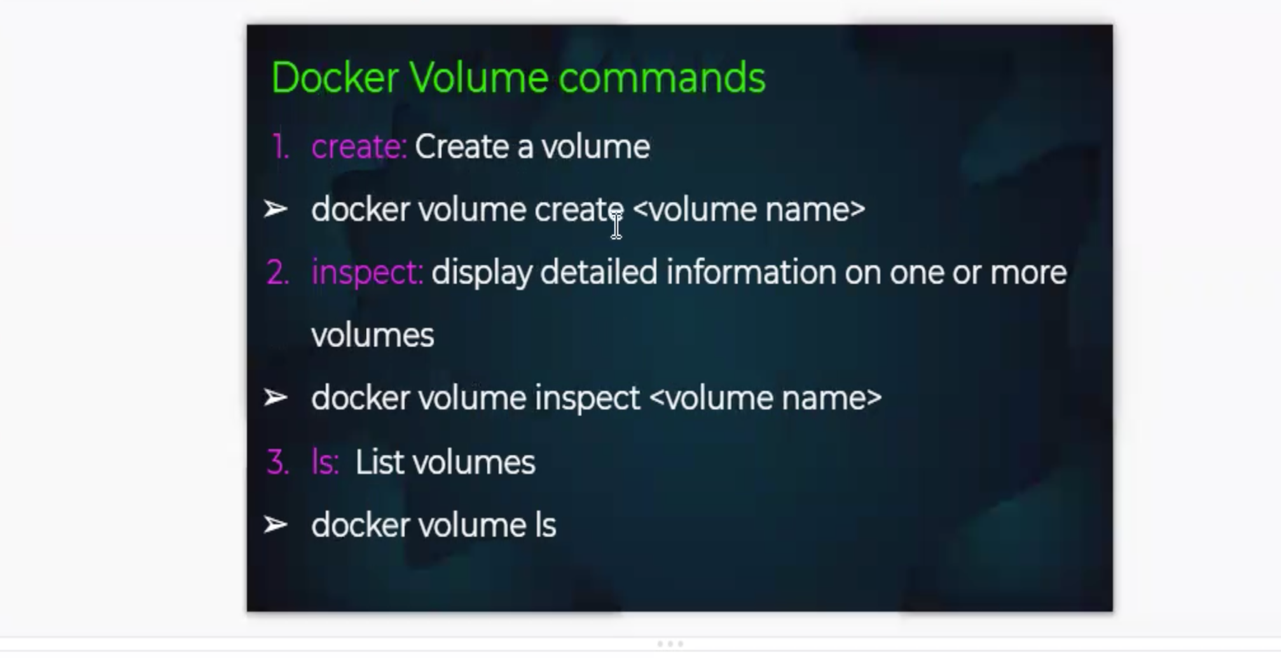 Docker Volume commands
1. create: Create a volume
➢ docker volume create <volume name>
2. inspect: display detailed information on one or more
volumes
➢ docker volume inspect <volume name>
3. ls: List volumes
➢ docker volume ls